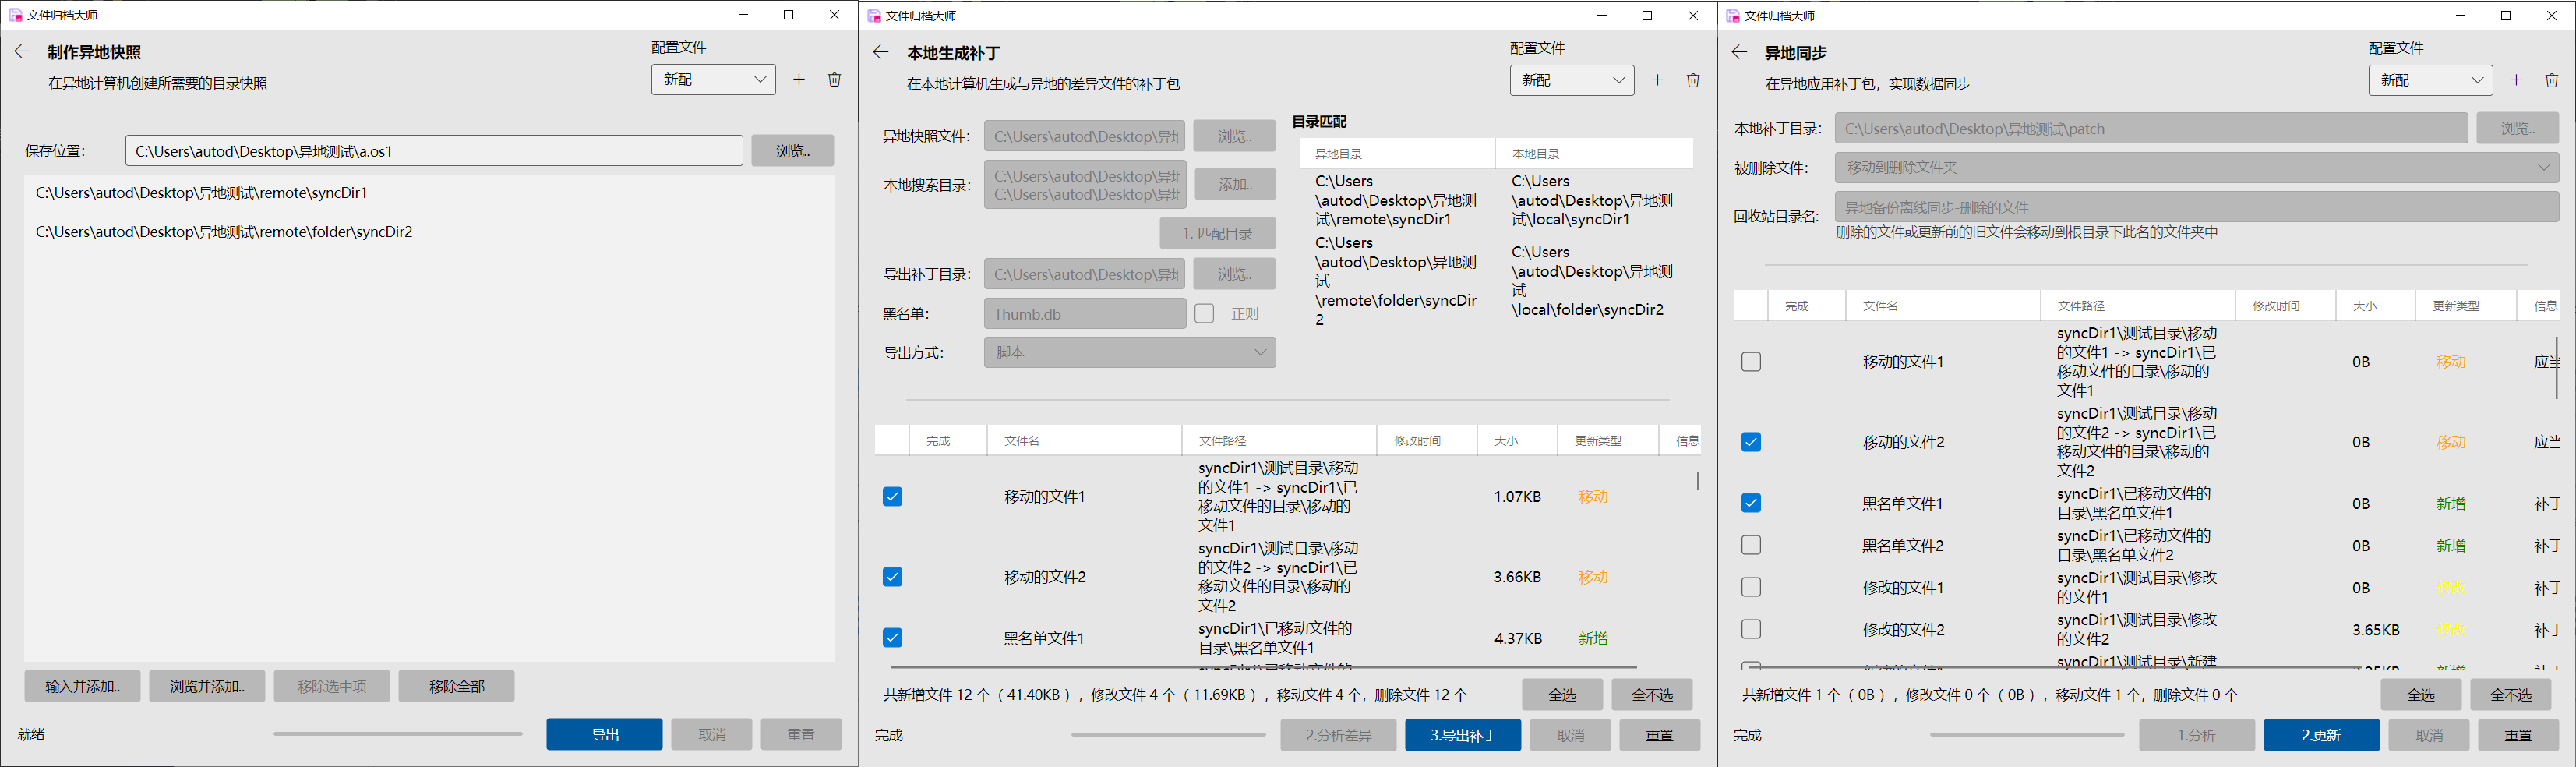 文件归档大师
制作异地快照
在异地计算机创建所需要的目录快照
配置文件
新配
保存位置：
C:\Users\autod\Desktop\异地测试\a.os1
浏览..
C:\Users\autod\Desktop\异地测试\remote\syncDir1
C:\Users\autod\Desktop\异地测试\remote\folder\syncDir2
输入并添加..
浏览并添加..
移除选中项
移除全部
就绪
导出
取消
重置
文件归档大师
本地生成补丁
在本地计算机生成与异地的差异文件的补丁包
配置文件
新配
异地快照文件：
C:\Users\autod\Desktop\异地
浏览..
本地搜索目录：
C:\Users\autod\Desktop\异地
C:\Users\autod\Desktop\异地
添加..
1. 匹配目录
导出补丁目录：
C:\Users\autod\Desktop\异地
浏览..
黑名单：
Thumb.db
正则
导出方式：
脚本
目录匹配
异地目录
本地目录
C:\Users
\autod\Desktop\异地测
试\remote\syncDir1
C:\Users
\autod\Desktop\异地测
试\local\syncDir1
C:\Users
\autod\Desktop\异地测
试
\remote\folder\syncDir
2
C:\Users
\autod\Desktop\异地测
试
\local\folder\syncDir2
完成 文件名 文件路径 修改时间 大小 更新类型 信息
syncDir1\测试目录\移动
的文件1 -> syncDir1\已
移动文件的目录\移动的
文件1
移动的文件1 1.07KB 移动
syncDir1\测试目录\移动
的文件2 -> syncDir1\已
移动文件的目录\移动的
文件2
移动的文件2 3.66KB 移动
syncDir1\已移动文件的
目录\黑名单文件1
黑名单文件1 4.37KB 新增
syncDir1\已移动文件的
共新增文件 12 个（ 41.40KB ），修改文件 4 个（ 11.69KB ），移动文件 4 个，删除文件 12 个
全选
全不选
完成
2.分析差异
3.导出补丁
取消
重置
文件归档大师
异地同步
在异地应用补丁包，实现数据同步
配置文件
新配
本地补丁目录：
C:\Users\autod\Desktop\异地测试\patch
浏览..
被删除文件：
移动到删除文件夹
回收站目录名:
异地备份离线同步-删除的文件
删除的文件或更新前的旧文件会移动到根目录下此名的文件夹中
完成 文件名 文件路径 修改时间 大小 更新类型 信息
syncDir1\测试目录\移动
的文件1 -> syncDir1\已
移动文件的目录\移动的
文件1
移动的文件1 0B 移动 应当
syncDir1\测试目录\移动
的文件2 -> syncDir1\已
移动文件的目录\移动的
文件2
移动的文件2 0B 移动 应当
syncDir1\已移动文件的
目录\黑名单文件1
黑名单文件1 0B 新增 补丁
syncDir1\已移动文件的
目录\黑名单文件2
黑名单文件2 0B 新增 补丁
syncDir1\测试目录\修改
的文件1
修改的文件1 0B 修改 补丁
syncDir1\测试目录\修改
的文件2
修改的文件2 3.65KB 修改 补丁
syncDir1\测试目录\新建
共新增文件 1 个（ 0B ），修改文件 0 个（ 0B ），移动文件 1 个，删除文件 0 个
全选
全不选
完成
1.分析
2.更新
取消
重置